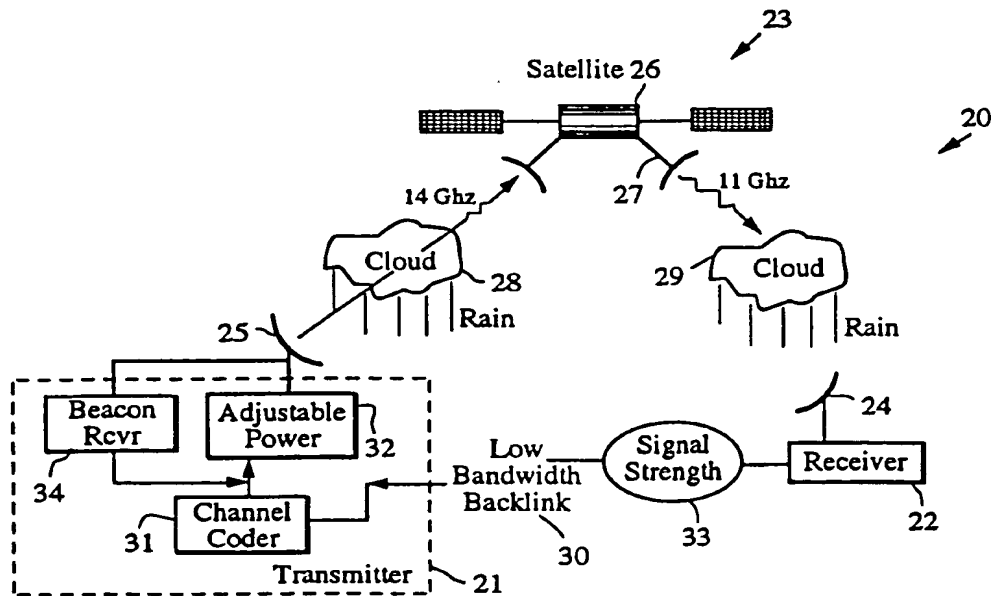 23
Satellite 26
20
27
14 Ghz
11 Ghz
Cloud
28
29
Cloud
Rain
Rain
25
Beacon
Rcvr
34
Adjustable
Power
32
24
Low
Bandwidth
Backlink
30
Signal
Strength
33
Receiver
22
Channel
Coder
31
Transmitter
21